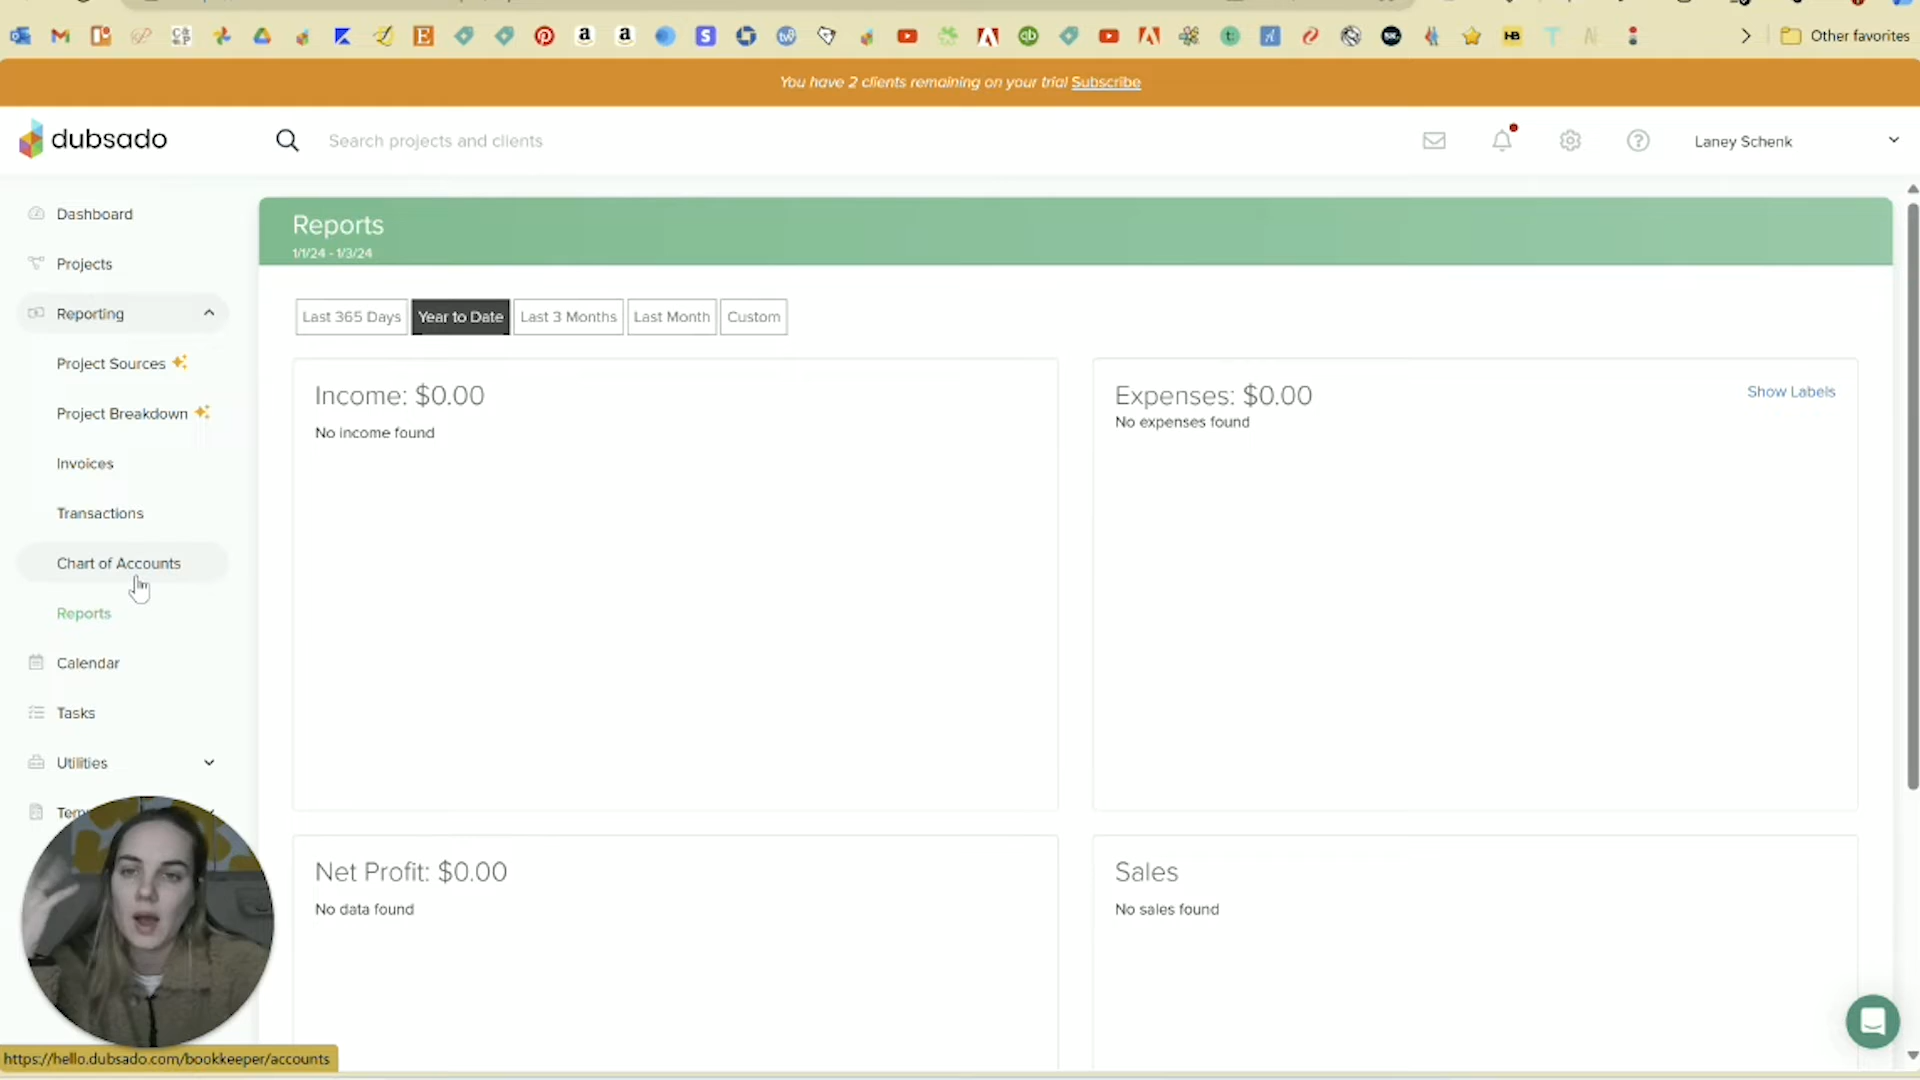 Other favorites
You have 2 clients remaining on your trial Subscribe
dubsado
Search projects and clients
Laney Schenk
Dashboard
Projects
Reporting
Project Sources
Project Breakdown
Invoices
Transactions
Chart of Accounts
Reports
Calendar
Tasks
Utilities
Reports
1/1/24 - 1/3/24
Last 365 Days
Year to Date
Last 3 Months
Last Month
Custom
Income: $0.00
No income found
Expenses: $0.00
Show Labels
No expenses found
Net Profit: $0.00
No data found
Sales
No sales found
https://hello.dubsado.com/bookkeeper/accounts